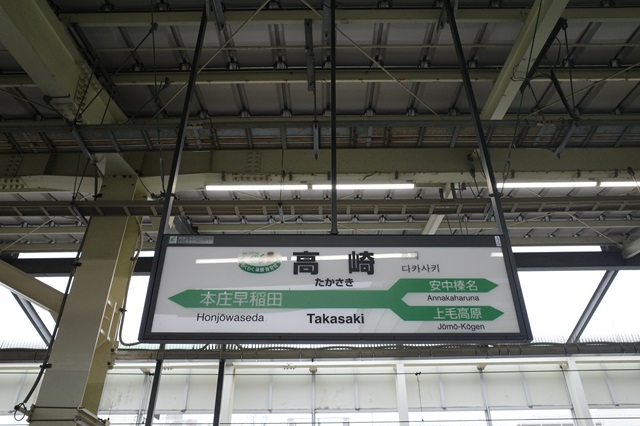 高崎 다카사키
たかさき
本庄早稲田
Honjōwaseda
Takasaki
安中榛名
Annakaharuna
上毛高原
Jōmō-Kōgen